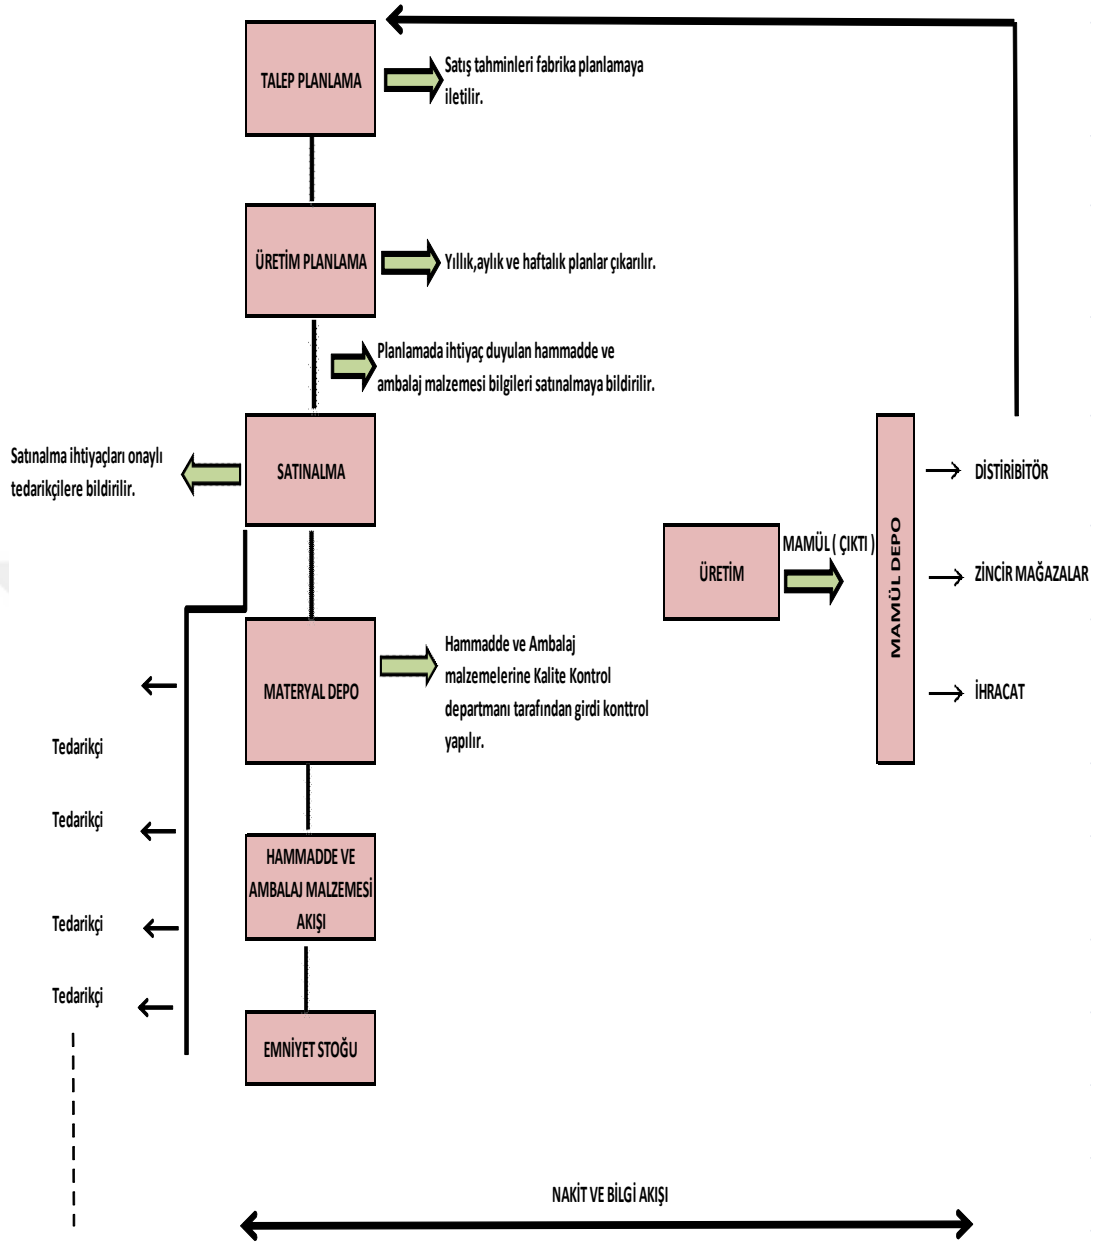 TALEP PLANLAMA
Satış tahminleri fabrika planlamaya
iletilir.
ÜRETİM PLANLAMA
Yıllık,aylık ve haftalık planlar çıkarılır.
Planlamada ihtiyaç duyulan hammadde ve
ambalaj malzemesi bilgileri satınalmaya bildirilir.
Satınalma ihtiyaçları onaylı
tedarikçilere bildirilir.
SATINALMA
MATERYAL DEPO
Hammadde ve Ambalaj
malzemelerine Kalite Kontrol
departmanı tarafından girdi konttrol
yapılır.
Tedarikçi
Tedarikçi
Tedarikçi
Tedarikçi
HAMMADDE VE
AMBALAJ MALZEMESİ
AKIŞI
EMNİYET STOĞU
ÜRETİM
MAMÜL ( ÇIKTI )
MAMÜL DEPO
DİSTİRİBİTÖR
ZİNCİR MAĞAZALAR
İHRACAT
NAKİT VE BİLGİ AKIŞI